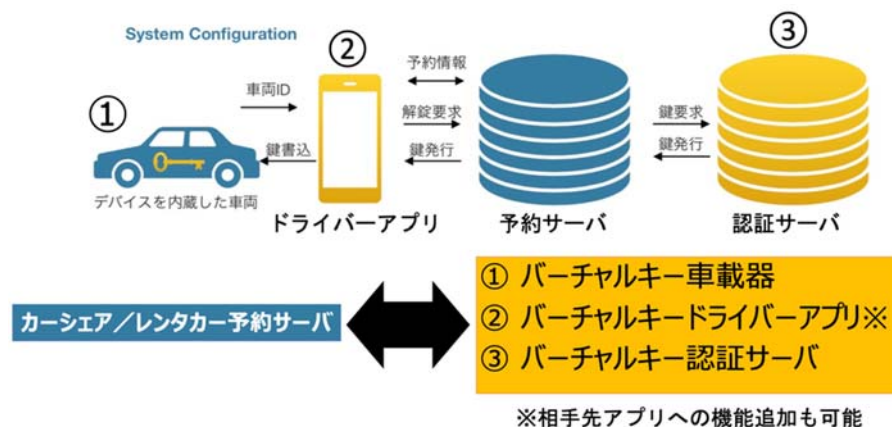 System Configuration
①
②
③
車両ID
予約情報
解錠要求
鍵要求
鍵書込
鍵発行
鍵発行
デバイスを内蔵した車両
ドライバーアプリ
予約サーバ
認証サーバ
カーシェア／レンタカー予約サーバ
① バーチャルキー車載器
② バーチャルキードライバーアプリ※
③ バーチャルキー認証サーバ
※相手先アプリへの機能追加も可能